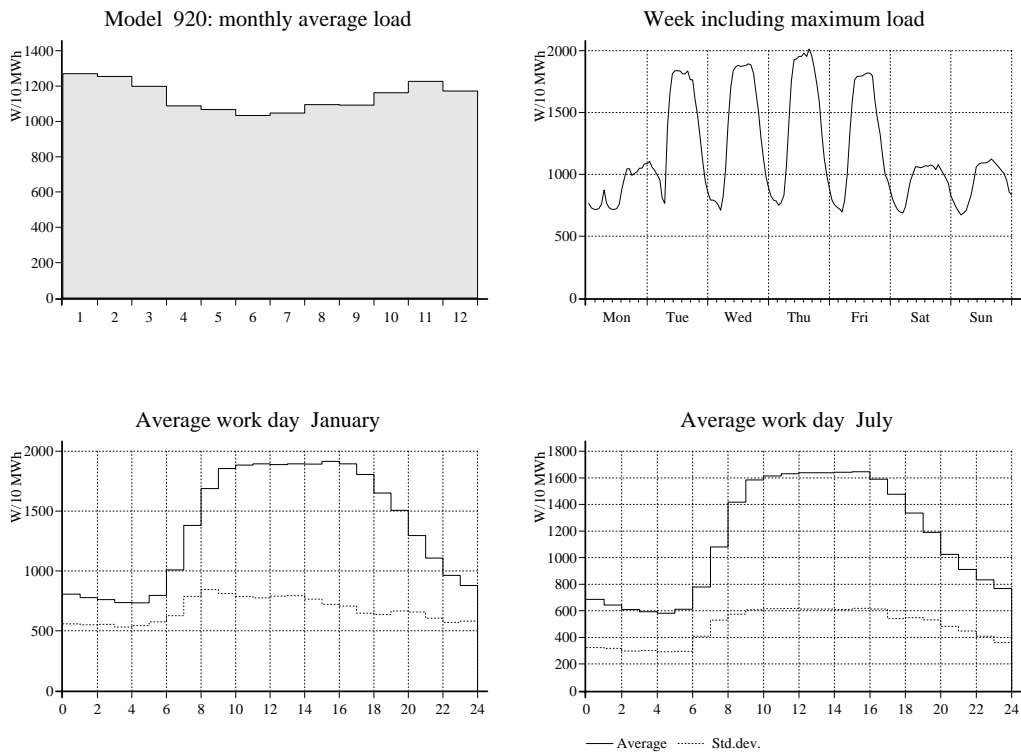 Model 920: monthly average load
W/10 MWh
1400
1200
1000
800
600
400
200
0
1 2 3 4 5 6 7 8 9 10 11 12
Week including maximum load
W/10 MWh
2000
1500
1000
500
0
Mon Tue Wed Thu Fri Sat Sun
Average work day January
W/10 MWh
2000
1500
1000
500
0
0 2 4 6 8 10 12 14 16 18 20 22 24
Average work day July
W/10 MWh
1800
1600
1400
1200
1000
800
600
400
200
0
0 2 4 6 8 10 12 14 16 18 20 22 24
Average Std.dev.